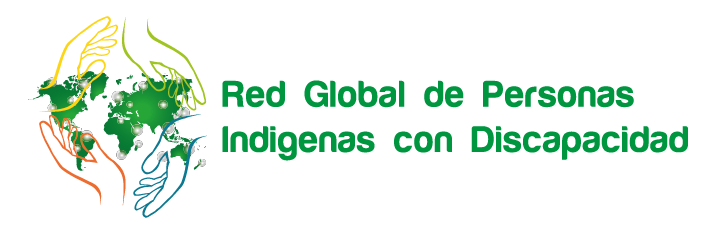 Red Global de Personas
Indigenas con Discapacidad